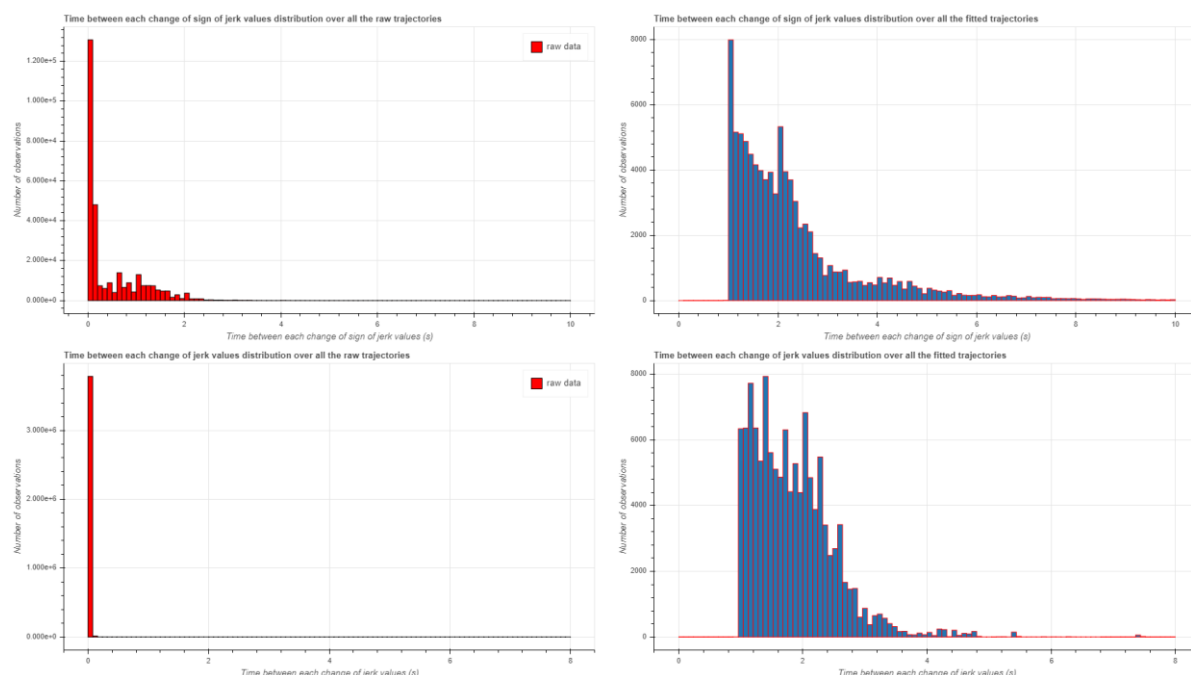 Time between each change of sign of jerk values distribution over all the raw trajectories
raw data
1.200e+5
1.000e+5
8.000e+4
6.000e+4
4.000e+4
2.000e+4
0.000e+0
Number of observations
0 2 4 6 8 10
Time between each change of sign of jerk values (s)
Time between each change of sign of jerk values distribution over all the fitted trajectories
8000
6000
4000
2000
0
Number of observations
0 2 4 6 8 10
Time between each change of sign of jerk values (s)
Time between each change of jerk values distribution over all the raw trajectories
raw data
3.000e+6
2.000e+6
1.000e+6
0.000e+0
Number of observations
0 2 4 6 8
Time between each change of jerk values (s)
Time between each change of jerk values distribution over all the fitted trajectories
8000
6000
4000
2000
0
Number of observations
0 2 4 6 8
Time between each change of jerk values (s)